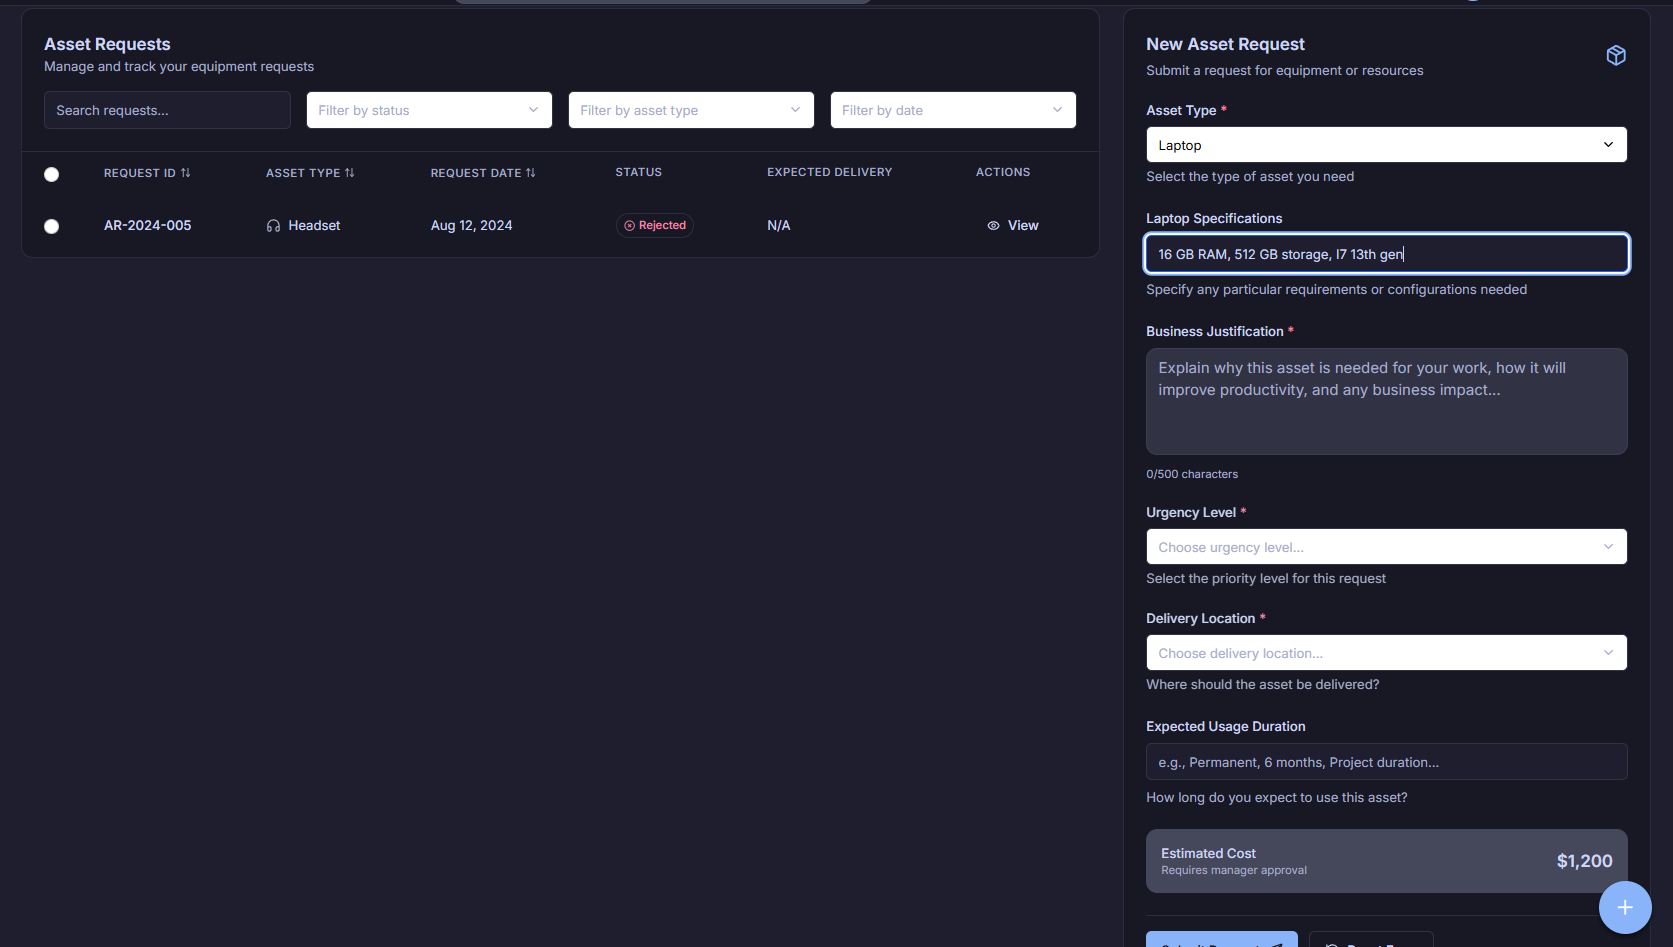 Asset Requests
Manage and track your equipment requests
Search requests...
Filter by status
Filter by asset type
Filter by date
REQUEST ID
ASSET TYPE
REQUEST DATE
STATUS
EXPECTED DELIVERY
ACTIONS
AR-2024-005
Headset
Aug 12, 2024
Rejected
N/A
View
New Asset Request
Submit a request for equipment or resources
Asset Type *
Laptop
Select the type of asset you need
Laptop Specifications
16 GB RAM, 512 GB storage, I7 13th gen
Specify any particular requirements or configurations needed
Business Justification *
Explain why this asset is needed for your work, how it will
improve productivity, and any business impact...
0/500 characters
Urgency Level *
Choose urgency level...
Select the priority level for this request
Delivery Location *
Choose delivery location...
Where should the asset be delivered?
Expected Usage Duration
e.g., Permanent, 6 months, Project duration...
How long do you expect to use this asset?
Estimated Cost
Requires manager approval
$1,200